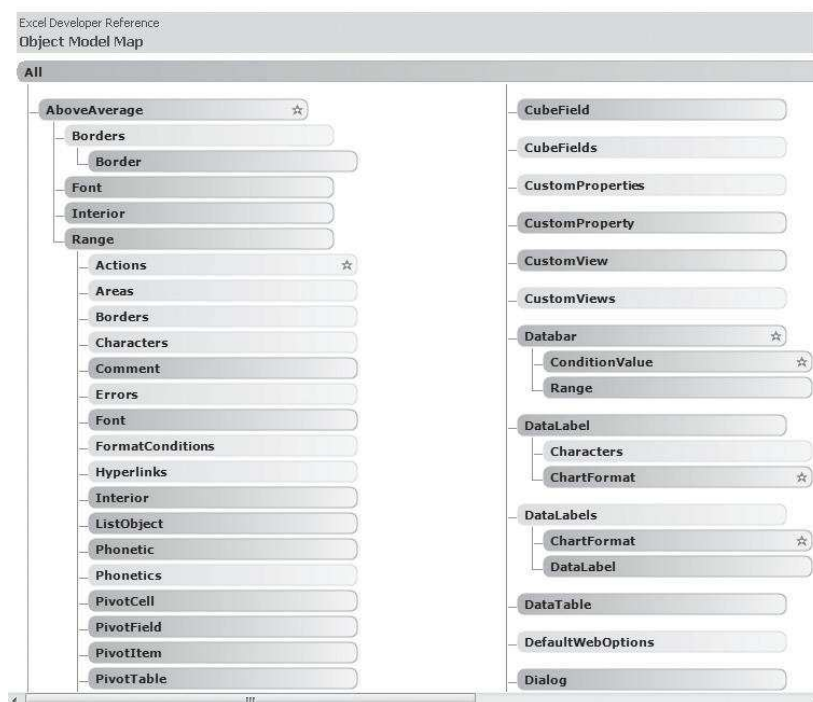 Excel Developer Reference
Object Model Map
All
AboveAverage
Borders
Border
Font
Interior
Range
Actions
Areas
Borders
Characters
Comment
Errors
Font
FormatConditions
Hyperlinks
Interior
ListObject
Phonetic
Phonetics
PivotCell
PivotField
PivotItem
PivotTable
CubeField
CubeFields
CustomProperties
CustomProperty
CustomView
CustomViews
Databar
ConditionValue
Range
DataLabel
Characters
ChartFormat
DataLabels
ChartFormat
DataLabel
DataTable
DefaultWebOptions
Dialog